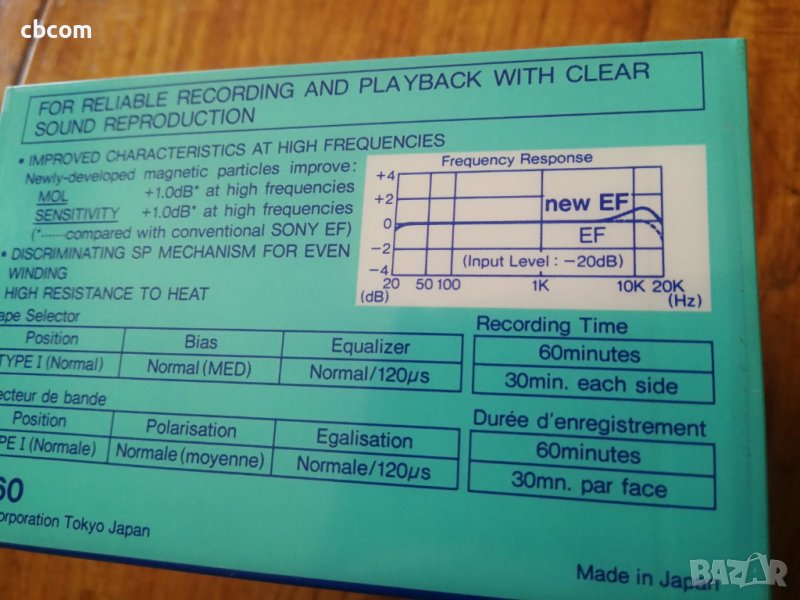 cbcom
FOR RELIABLE RECORDING AND PLAYBACK WITH CLEAR
SOUND REPRODUCTION
• IMPROVED CHARACTERISTICS AT HIGH FREQUENCIES
Newly-developed magnetic particles improve:
MOL +1.0dB* at high frequencies
SENSITIVITY +1.0dB* at high frequencies
(*······compared with conventional SONY EF)
• DISCRIMINATING SP MECHANISM FOR EVEN
WINDING
HIGH RESISTANCE TO HEAT
Frequency Response
+4
+2
0
−2
−4
(dB)
new EF
EF
(Input Level : −20dB)
20 50 100 1K 10K 20K
(Hz)
ape Selector
Position Bias Equalizer
TYPE I (Normal) Normal (MED) Normal/120μs
Recording Time
60minutes
30min. each side
ecteur de bande
Position Polarisation Egalisation
PE I (Normale) Normale (moyenne) Normale/120μs
Durée d'enregistrement
60minutes
30mn. par face
60
orporation Tokyo Japan
Made in Japan
BAZAR